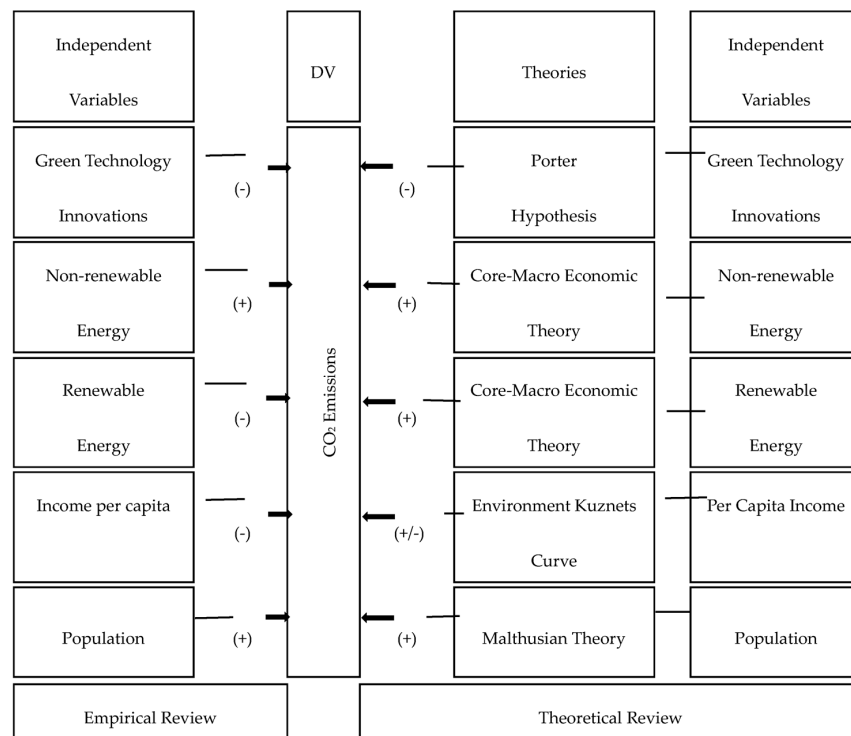 Independent
Variables
DV
Theories
Independent
Variables
Green Technology
Innovations
(-)
(-)
Porter
Hypothesis
Green Technology
Innovations
Non-renewable
Energy
(+)
(+)
Core-Macro Economic
Theory
Non-renewable
Energy
CO₂ Emissions
Renewable
Energy
(-)
(+)
Core-Macro Economic
Theory
Renewable
Energy
Income per capita
(-)
(+/-)
Environment Kuznets
Curve
Per Capita Income
Population
(+)
(+)
Malthusian Theory
Population
Empirical Review
Theoretical Review